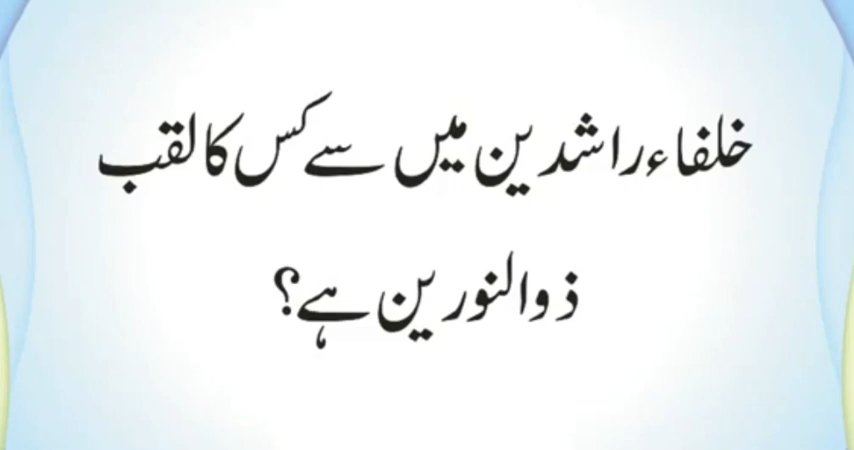 خلفاء راشدین میں سے کس کا لقب
ذوالنورین ہے؟